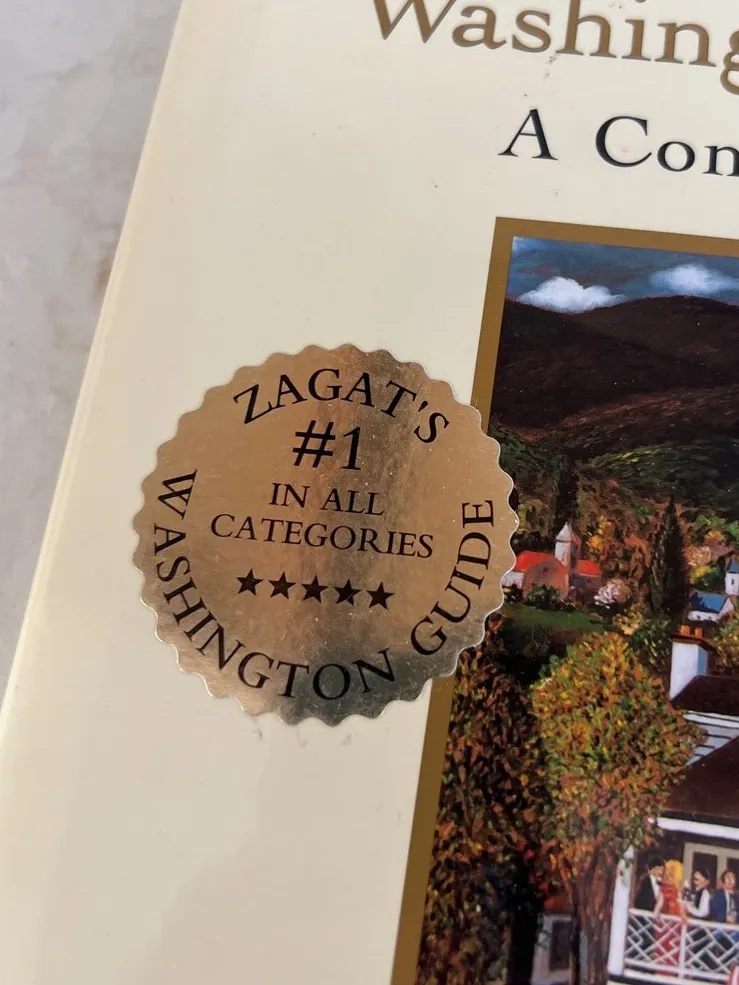 Washing
A Con
ZAGAT'S
#1
IN ALL
CATEGORIES
★★★★★
WASHINGTON GUIDE